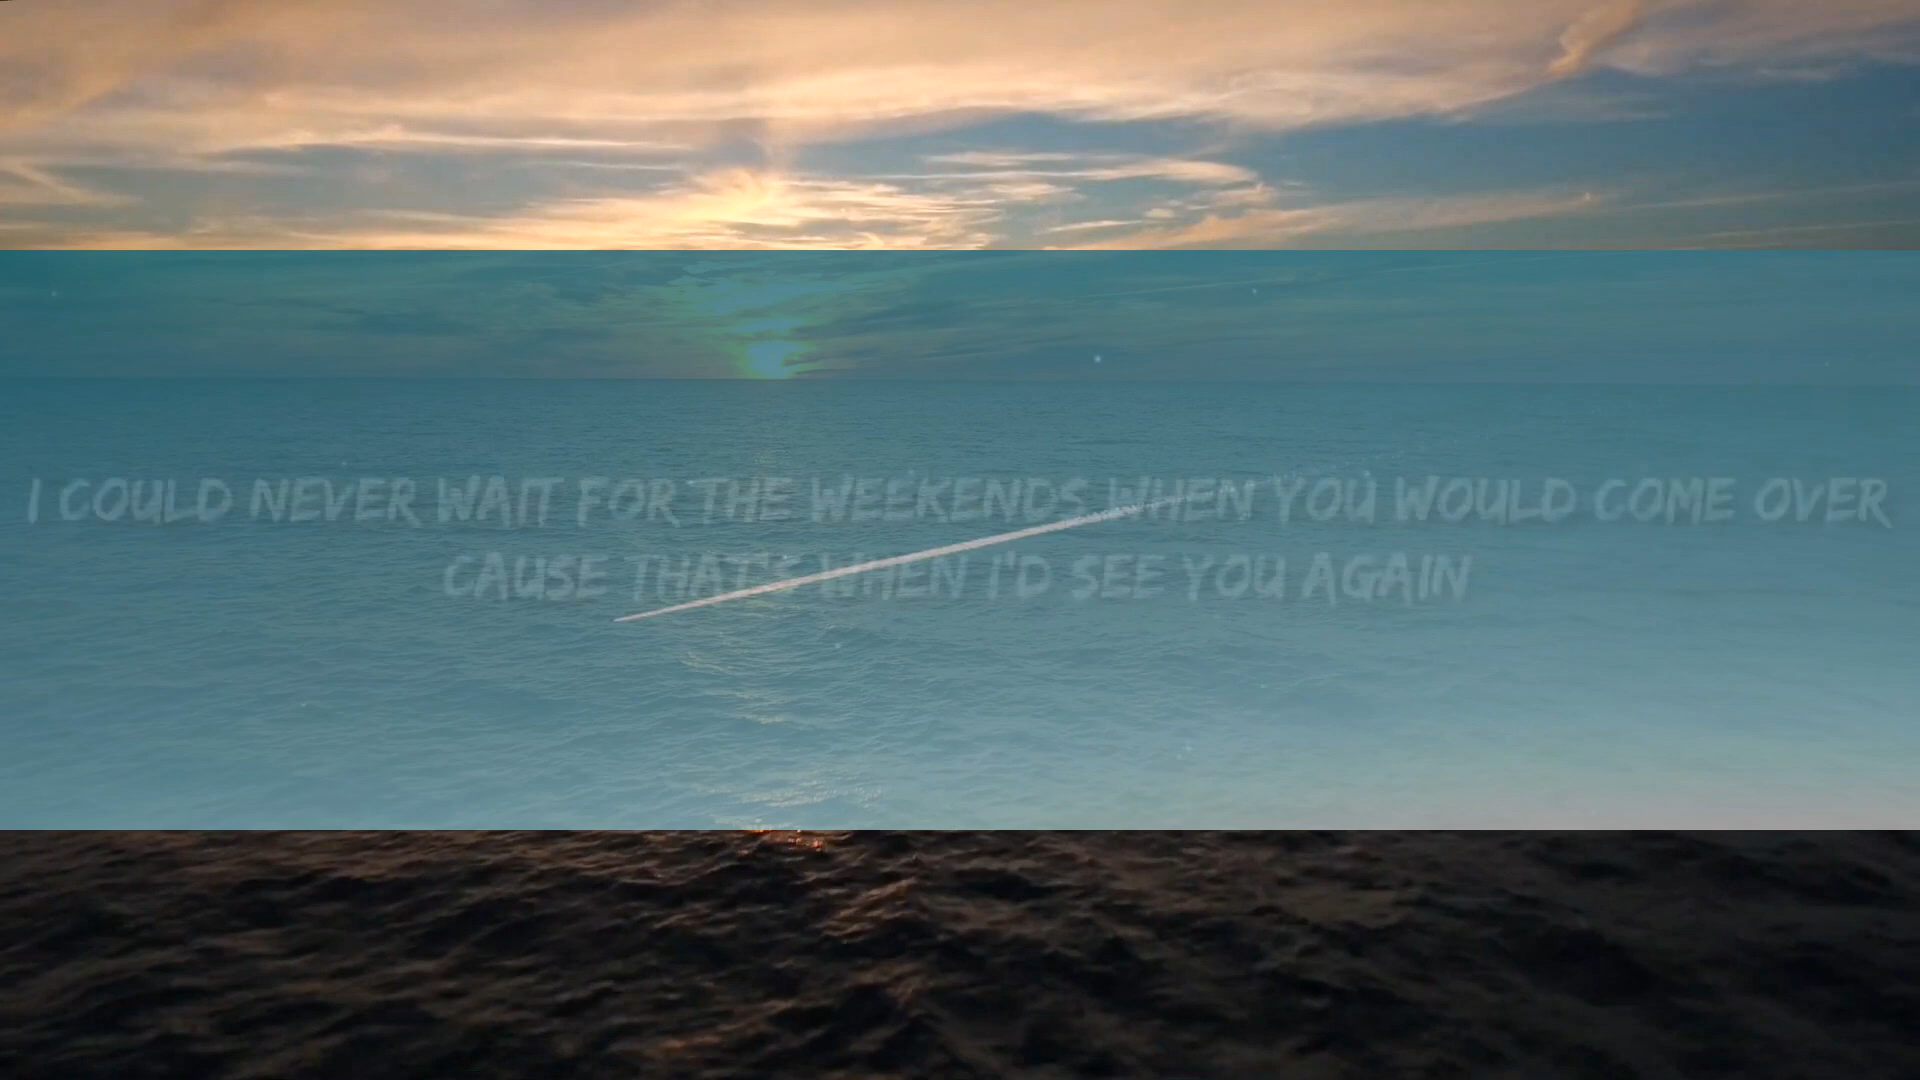 I COULD NEVER WAIT FOR THE WEEKENDS WHEN YOU WOULD COME OVER
CAUSE THAT'S WHEN I'D SEE YOU AGAIN